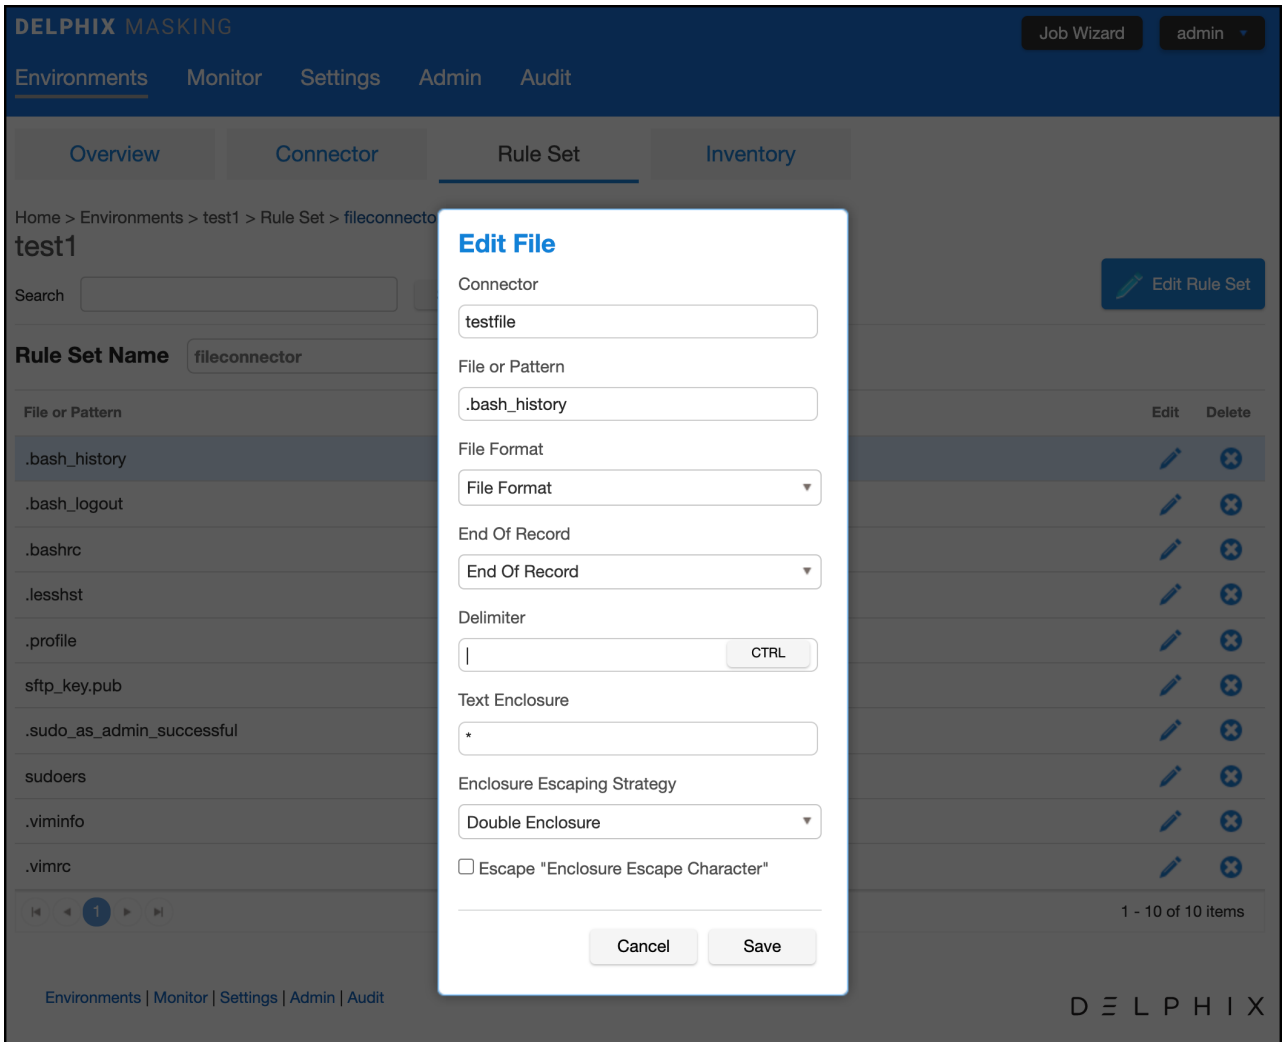 DELPHIX MASKING
Job Wizard
admin
Environments Monitor Settings Admin Audit
Overview Connector Rule Set Inventory
Home > Environments > test1 > Rule Set > fileconnecto
test1
Search
Edit Rule Set
Rule Set Name fileconnector
File or Pattern Edit Delete
.bash_history
.bash_logout
.bashrc
.lesshst
.profile
sftp_key.pub
.sudo_as_admin_successful
sudoers
.viminfo
.vimrc
1
1 - 10 of 10 items
Edit File
Connector
testfile
File or Pattern
.bash_history
File Format
File Format
End Of Record
End Of Record
Delimiter
| CTRL
Text Enclosure
*
Enclosure Escaping Strategy
Double Enclosure
Escape "Enclosure Escape Character"
Cancel Save
Environments | Monitor | Settings | Admin | Audit
DELPHIX